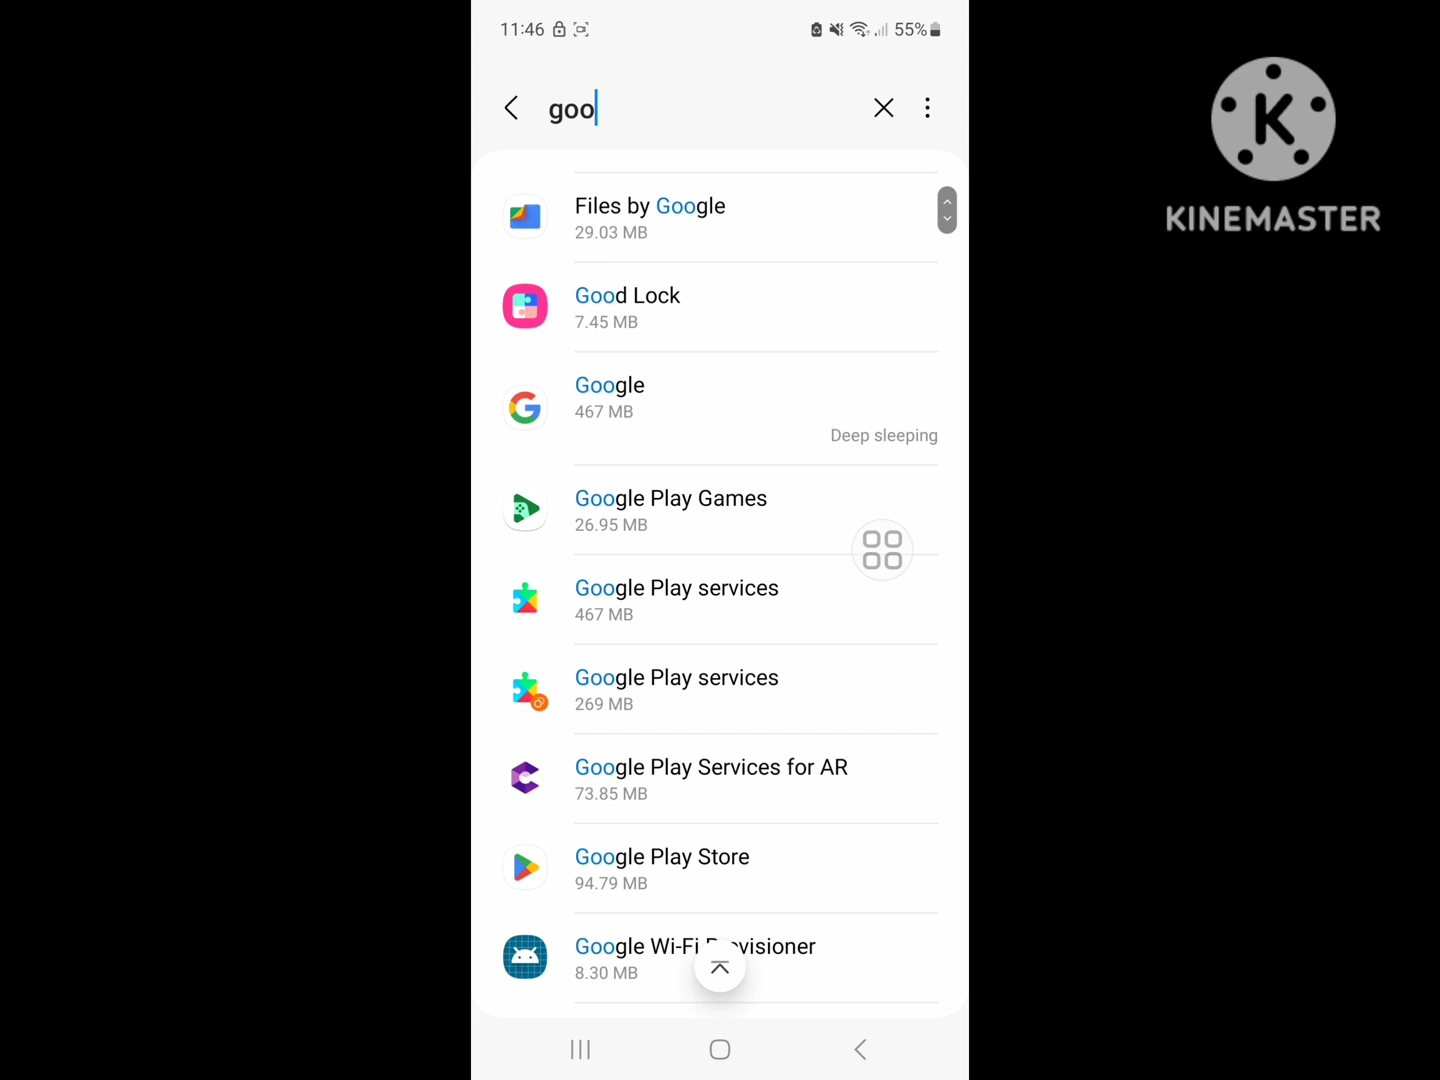 11:46
55%
goo
Files by Google
29.03 MB
Good Lock
7.45 MB
Google
467 MB
Deep sleeping
Google Play Games
26.95 MB
Google Play services
467 MB
Google Play services
269 MB
Google Play Services for AR
73.85 MB
Google Play Store
94.79 MB
Google Wi-Fi
8.30 MB
K
KINEMASTER